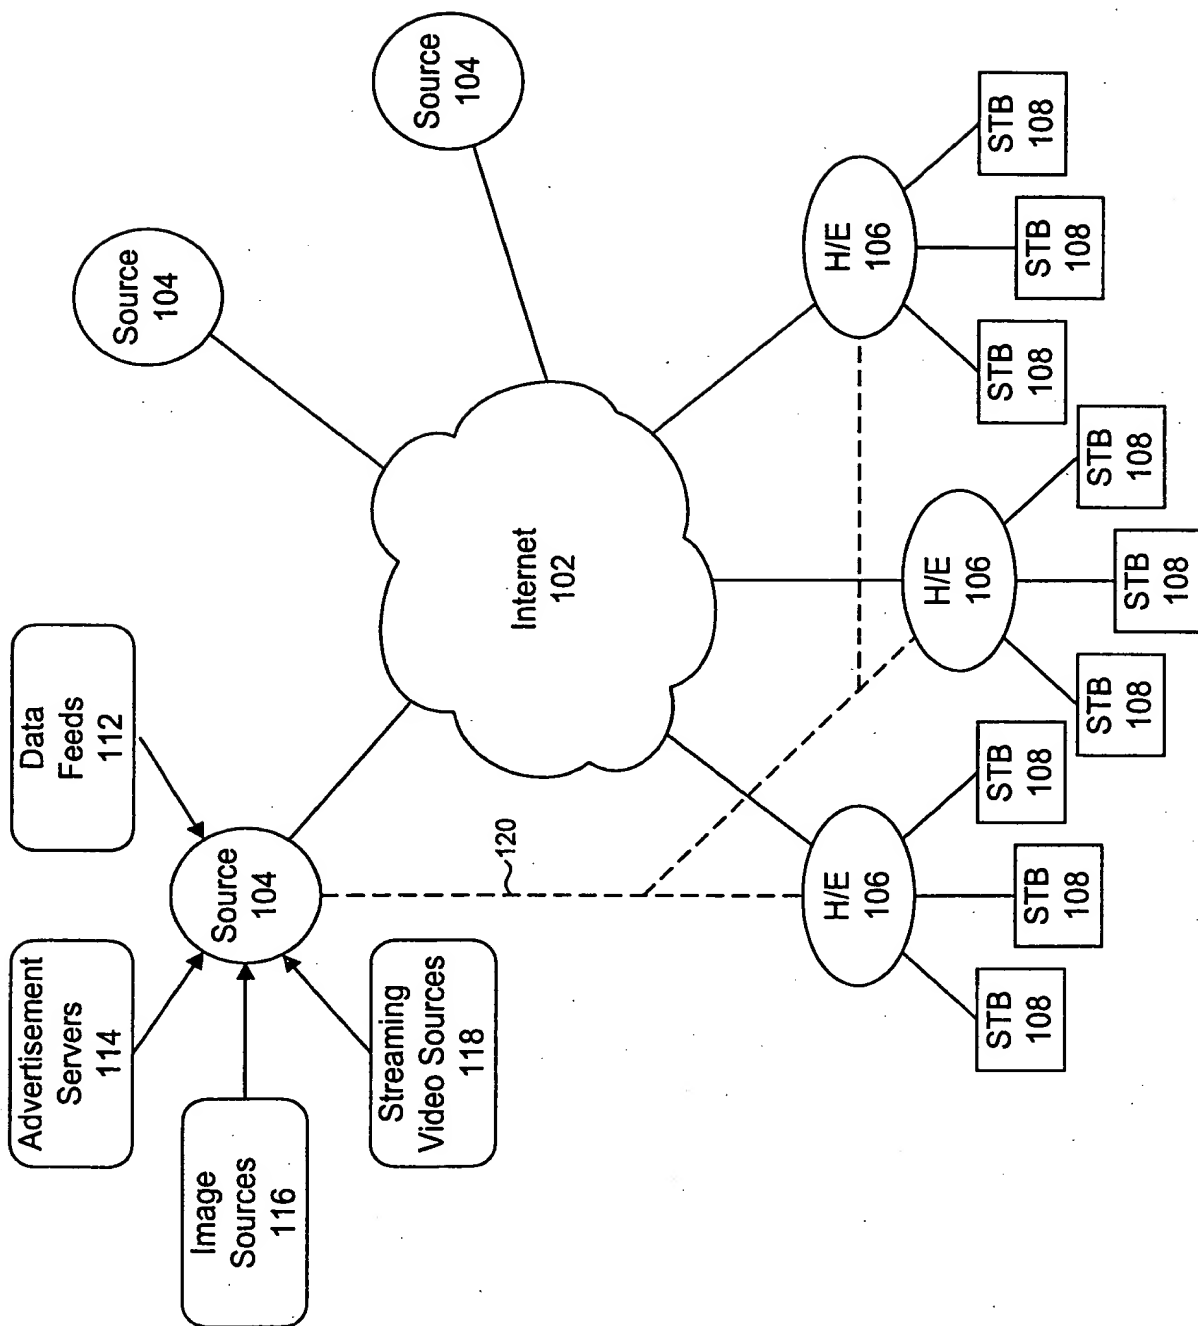 Advertisement
Servers
114
Data
Feeds
112
Source
104
Image
Sources
116
Source
104
Streaming
Video Sources
118
Source
104
120
Internet
102
H/E
106
H/E
106
H/E
106
STB
108
STB
108
STB
108
STB
108
STB
108
STB
108
STB
108
STB
108
STB
108